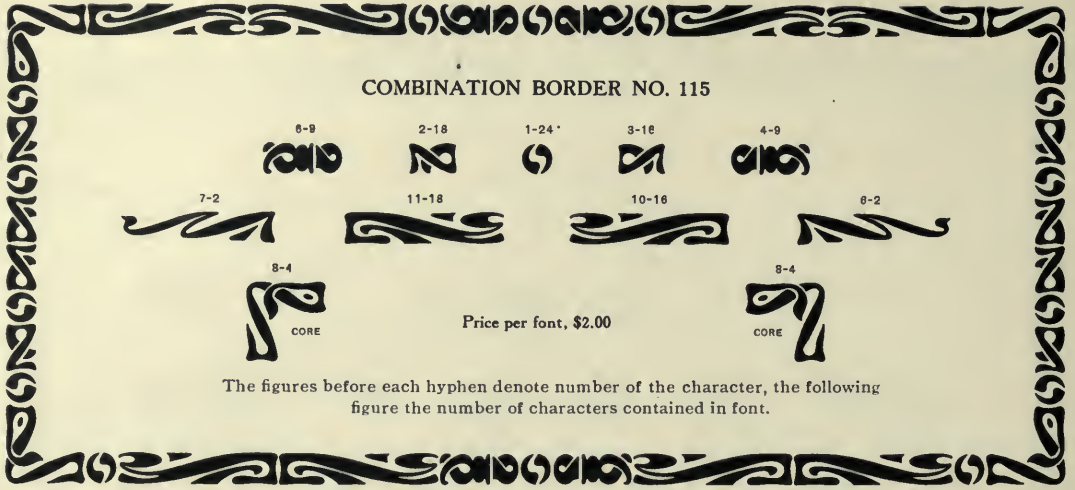 COMBINATION BORDER NO. 115
6-9 2-18 1-24 3-18 4-9
7-2 11-18 10-16 6-2
8-4 8-4
CORE Price per font, $2.00 CORE
The figures before each hyphen denote number of the character, the following
figure the number of characters contained in font.